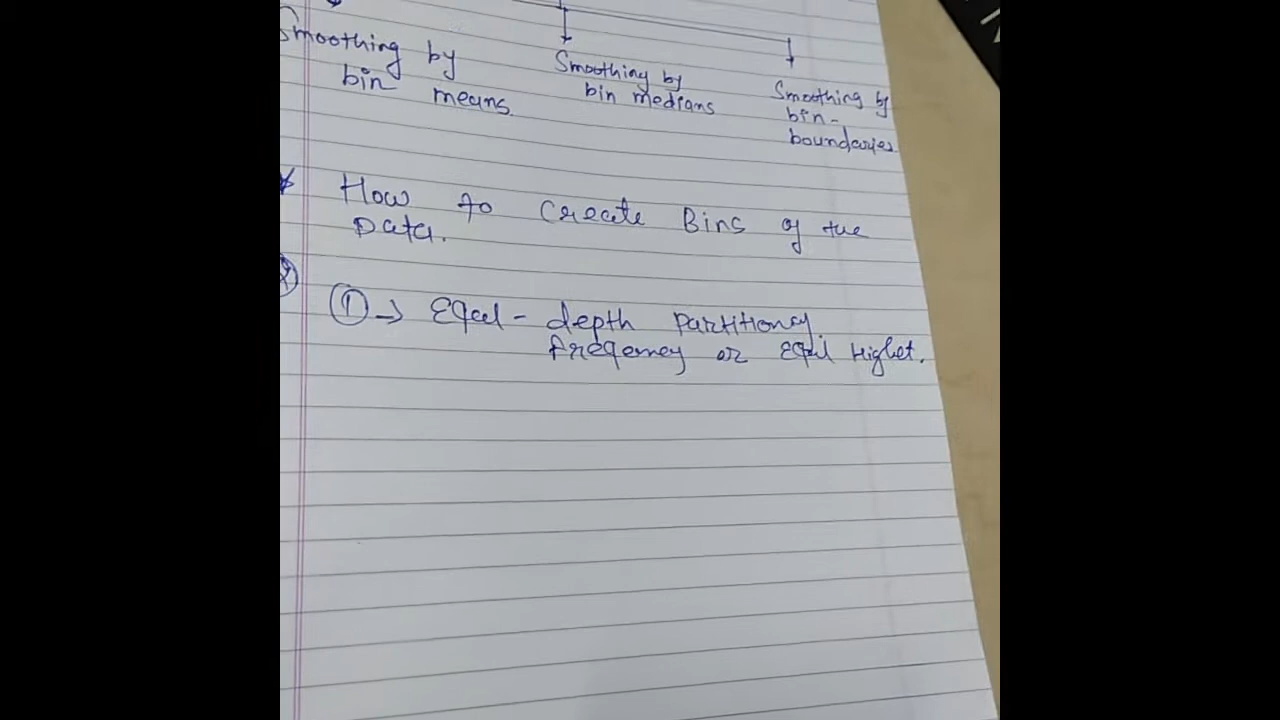 Smoothing by
bin means
Smoothing by
bin medians
Smoothing by
bin-
boundaries
* How to create Bins of the
Data.
① → Equal - depth partitioning
frequency or Equal Highet.